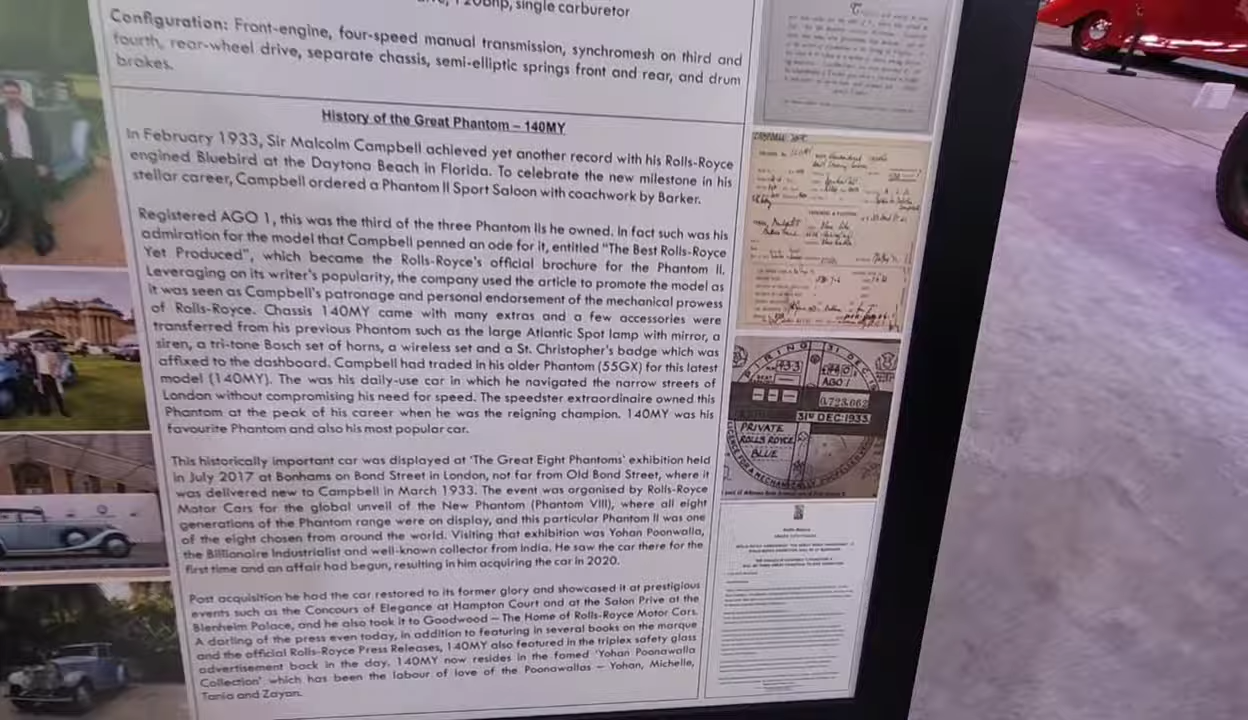 120bhp, single carburetor
Configuration: Front-engine, four-speed manual transmission, synchromesh on third and
fourth, rear-wheel drive, separate chassis, semi-elliptic springs front and rear, and drum
brakes.
History of the Great Phantom – 140MY
In February 1933, Sir Malcolm Campbell achieved yet another record with his Rolls-Royce
engined Bluebird at the Daytona Beach in Florida. To celebrate the new milestone in his
stellar career, Campbell ordered a Phantom II Sport Saloon with coachwork by Barker.
Registered AGO 1, this was the third of the three Phantom IIs he owned. In fact such was his
admiration for the model that Campbell penned an ode for it, entitled “The Best Rolls-Royce
Yet Produced”, which became the Rolls-Royce's official brochure for the Phantom II.
Leveraging on its writer's popularity, the company used the article to promote the model as
it was seen as Campbell's patronage and personal endorsement of the mechanical prowess
of Rolls-Royce. Chassis 140MY came with many extras and a few accessories were
transferred from his previous Phantom such as the large Atlantic Spot lamp with mirror, a
siren, a tri-tone Bosch set of horns, a wireless set and a St. Christopher's badge which was
affixed to the dashboard. Campbell had traded in his older Phantom (55GX) for this latest
model (140MY). The was his daily-use car in which he navigated the narrow streets of
London without compromising his need for speed. The speedster extraordinaire owned this
Phantom at the peak of his career when he was the reigning champion. 140MY was his
favourite Phantom and also his most popular car.
This historically important car was displayed at 'The Great Eight Phantoms' exhibition held
in July 2017 at Bonhams on Bond Street in London, not far from Old Bond Street, where it
was delivered new to Campbell in March 1933. The event was organised by Rolls-Royce
Motor Cars for the global unveil of the New Phantom (Phantom VIII), where all eight
generations of the Phantom range were on display, and this particular Phantom II was one
of the eight chosen from around the world. Visiting that exhibition was Yohan Poonwalla,
the Billionaire Industrialist and well-known collector from India. He saw the car there for the
first time and an affair had begun, resulting in him acquiring the car in 2020.
Post acquisition he had the car restored to its former glory and showcased it at prestigious
events such as the Concours of Elegance at Hampton Court and at the Salon Prive at the
Blenheim Palace, and he also took it to Goodwood – The Home of Rolls-Royce Motor Cars.
A darling of the press even today, in addition to featuring in several books on the marque
and the official Rolls-Royce Press Releases, 140MY also featured in the triplex safety glass
advertisement back in the day. 140MY now resides in the famed 'Yohan Poonawalla
Collection' which has been the labour of love of the Poonawallas – Yohan, Michelle,
Tania and Zayan.
31 DEC
AGO 1
0,723,062
31ST DEC:1933
PRIVATE
ROLLS ROYCE
BLUE